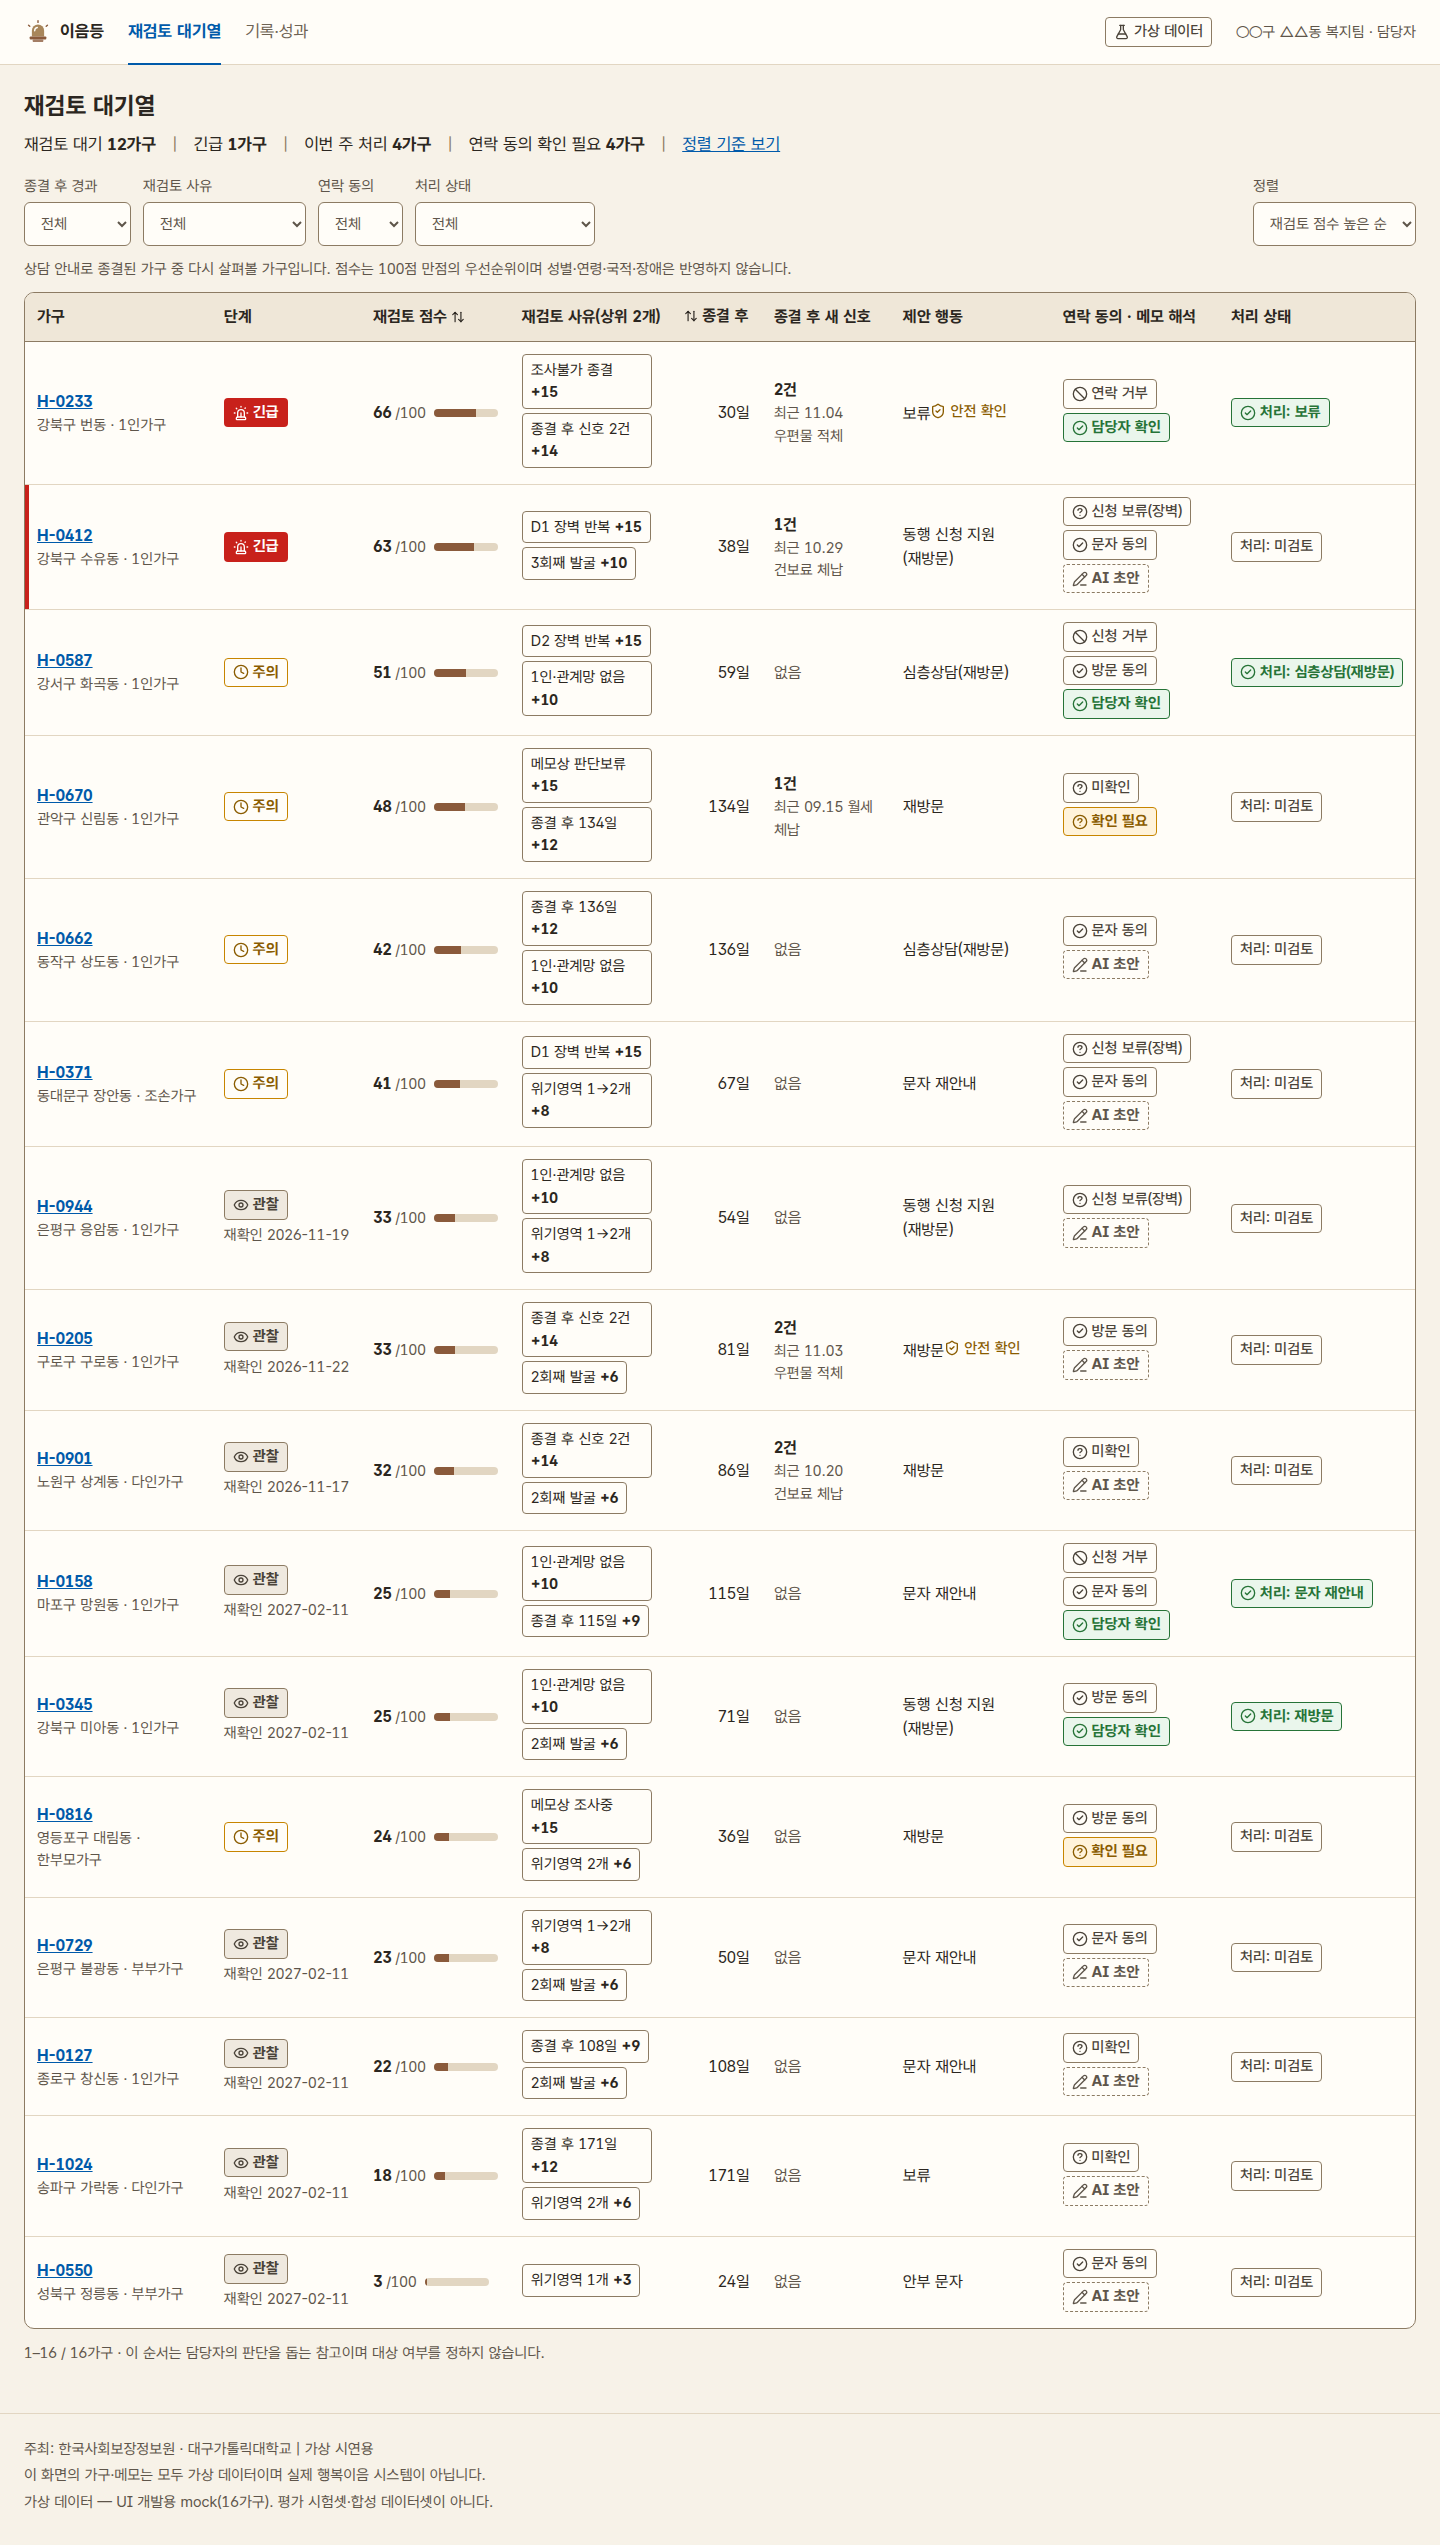 이음등 재검토 대기열 기록·성과 가상 데이터 ○○구 △△동 복지팀 · 담당자
재검토 대기열
재검토 대기 12가구 | 긴급 1가구 | 이번 주 처리 4가구 | 연락 동의 확인 필요 4가구 | 정렬 기준 보기
종결 후 경과 재검토 사유 연락 동의 처리 상태 정렬
전체 전체 전체 전체 재검토 점수 높은 순
상담 안내로 종결된 가구 중 다시 살펴볼 가구입니다. 점수는 100점 만점의 우선순위이며 성별·연령·국적·장애는 반영하지 않습니다.
가구 단계 재검토 점수 재검토 사유(상위 2개) 종결 후 종결 후 새 신호 제안 행동 연락 동의 · 메모 해석 처리 상태
H-0233
강북구 번동 · 1인가구
긴급
66 /100
조사불가 종결
+15
종결 후 신호 2건
+14
30일
2건
최근 11.04
우편물 적체
보류 안전 확인
연락 거부
담당자 확인
처리: 보류
H-0412
강북구 수유동 · 1인가구
긴급
63 /100
D1 장벽 반복 +15
3회째 발굴 +10
38일
1건
최근 10.29
건보료 체납
동행 신청 지원
(재방문)
신청 보류(장벽)
문자 동의
AI 초안
처리: 미검토
H-0587
강서구 화곡동 · 1인가구
주의
51 /100
D2 장벽 반복 +15
1인·관계망 없음
+10
59일
없음
심층상담(재방문)
신청 거부
방문 동의
담당자 확인
처리: 심층상담(재방문)
H-0670
관악구 신림동 · 1인가구
주의
48 /100
메모상 판단보류
+15
종결 후 134일
+12
134일
1건
최근 09.15 월세
체납
재방문
미확인
확인 필요
처리: 미검토
H-0662
동작구 상도동 · 1인가구
주의
42 /100
종결 후 136일
+12
1인·관계망 없음
+10
136일
없음
심층상담(재방문)
문자 동의
AI 초안
처리: 미검토
H-0371
동대문구 장안동 · 조손가구
주의
41 /100
D1 장벽 반복 +15
위기영역 1→2개
+8
67일
없음
문자 재안내
신청 보류(장벽)
문자 동의
AI 초안
처리: 미검토
H-0944
은평구 응암동 · 1인가구
관찰
재확인 2026-11-19
33 /100
1인·관계망 없음
+10
위기영역 1→2개
+8
54일
없음
동행 신청 지원
(재방문)
신청 보류(장벽)
AI 초안
처리: 미검토
H-0205
구로구 구로동 · 1인가구
관찰
재확인 2026-11-22
33 /100
종결 후 신호 2건
+14
2회째 발굴 +6
81일
2건
최근 11.03
우편물 적체
재방문 안전 확인
방문 동의
AI 초안
처리: 미검토
H-0901
노원구 상계동 · 다인가구
관찰
재확인 2026-11-17
32 /100
종결 후 신호 2건
+14
2회째 발굴 +6
86일
2건
최근 10.20
건보료 체납
재방문
미확인
AI 초안
처리: 미검토
H-0158
마포구 망원동 · 1인가구
관찰
재확인 2027-02-11
25 /100
1인·관계망 없음
+10
종결 후 115일 +9
115일
없음
문자 재안내
신청 거부
문자 동의
담당자 확인
처리: 문자 재안내
H-0345
강북구 미아동 · 1인가구
관찰
재확인 2027-02-11
25 /100
1인·관계망 없음
+10
2회째 발굴 +6
71일
없음
동행 신청 지원
(재방문)
방문 동의
담당자 확인
처리: 재방문
H-0816
영등포구 대림동 ·
한부모가구
주의
24 /100
메모상 조사중
+15
위기영역 2개 +6
36일
없음
재방문
방문 동의
확인 필요
처리: 미검토
H-0729
은평구 불광동 · 부부가구
관찰
재확인 2027-02-11
23 /100
위기영역 1→2개
+8
2회째 발굴 +6
50일
없음
문자 재안내
문자 동의
AI 초안
처리: 미검토
H-0127
종로구 창신동 · 1인가구
관찰
재확인 2027-02-11
22 /100
종결 후 108일 +9
2회째 발굴 +6
108일
없음
문자 재안내
미확인
AI 초안
처리: 미검토
H-1024
송파구 가락동 · 다인가구
관찰
재확인 2027-02-11
18 /100
종결 후 171일
+12
위기영역 2개 +6
171일
없음
보류
미확인
AI 초안
처리: 미검토
H-0550
성북구 정릉동 · 부부가구
관찰
재확인 2027-02-11
3 /100
위기영역 1개 +3
24일
없음
안부 문자
문자 동의
AI 초안
처리: 미검토
1–16 / 16가구 · 이 순서는 담당자의 판단을 돕는 참고이며 대상 여부를 정하지 않습니다.
주최: 한국사회보장정보원 · 대구가톨릭대학교 | 가상 시연용
이 화면의 가구·메모는 모두 가상 데이터이며 실제 행복이음 시스템이 아닙니다.
가상 데이터 — UI 개발용 mock(16가구). 평가 시험셋·합성 데이터셋이 아니다.